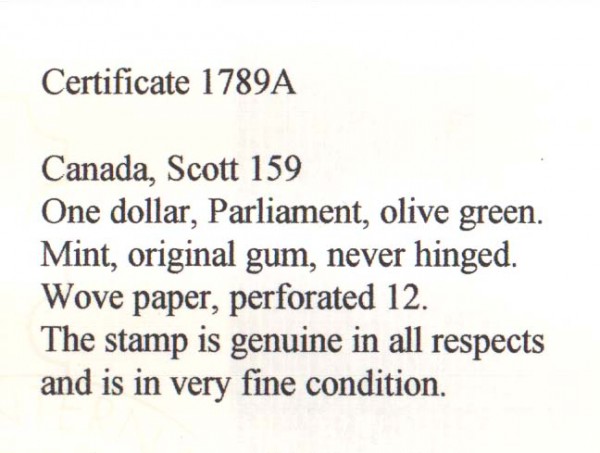 Certificate 1789A
Canada, Scott 159
One dollar, Parliament, olive green.
Mint, original gum, never hinged.
Wove paper, perforated 12.
The stamp is genuine in all respects
and is in very fine condition.